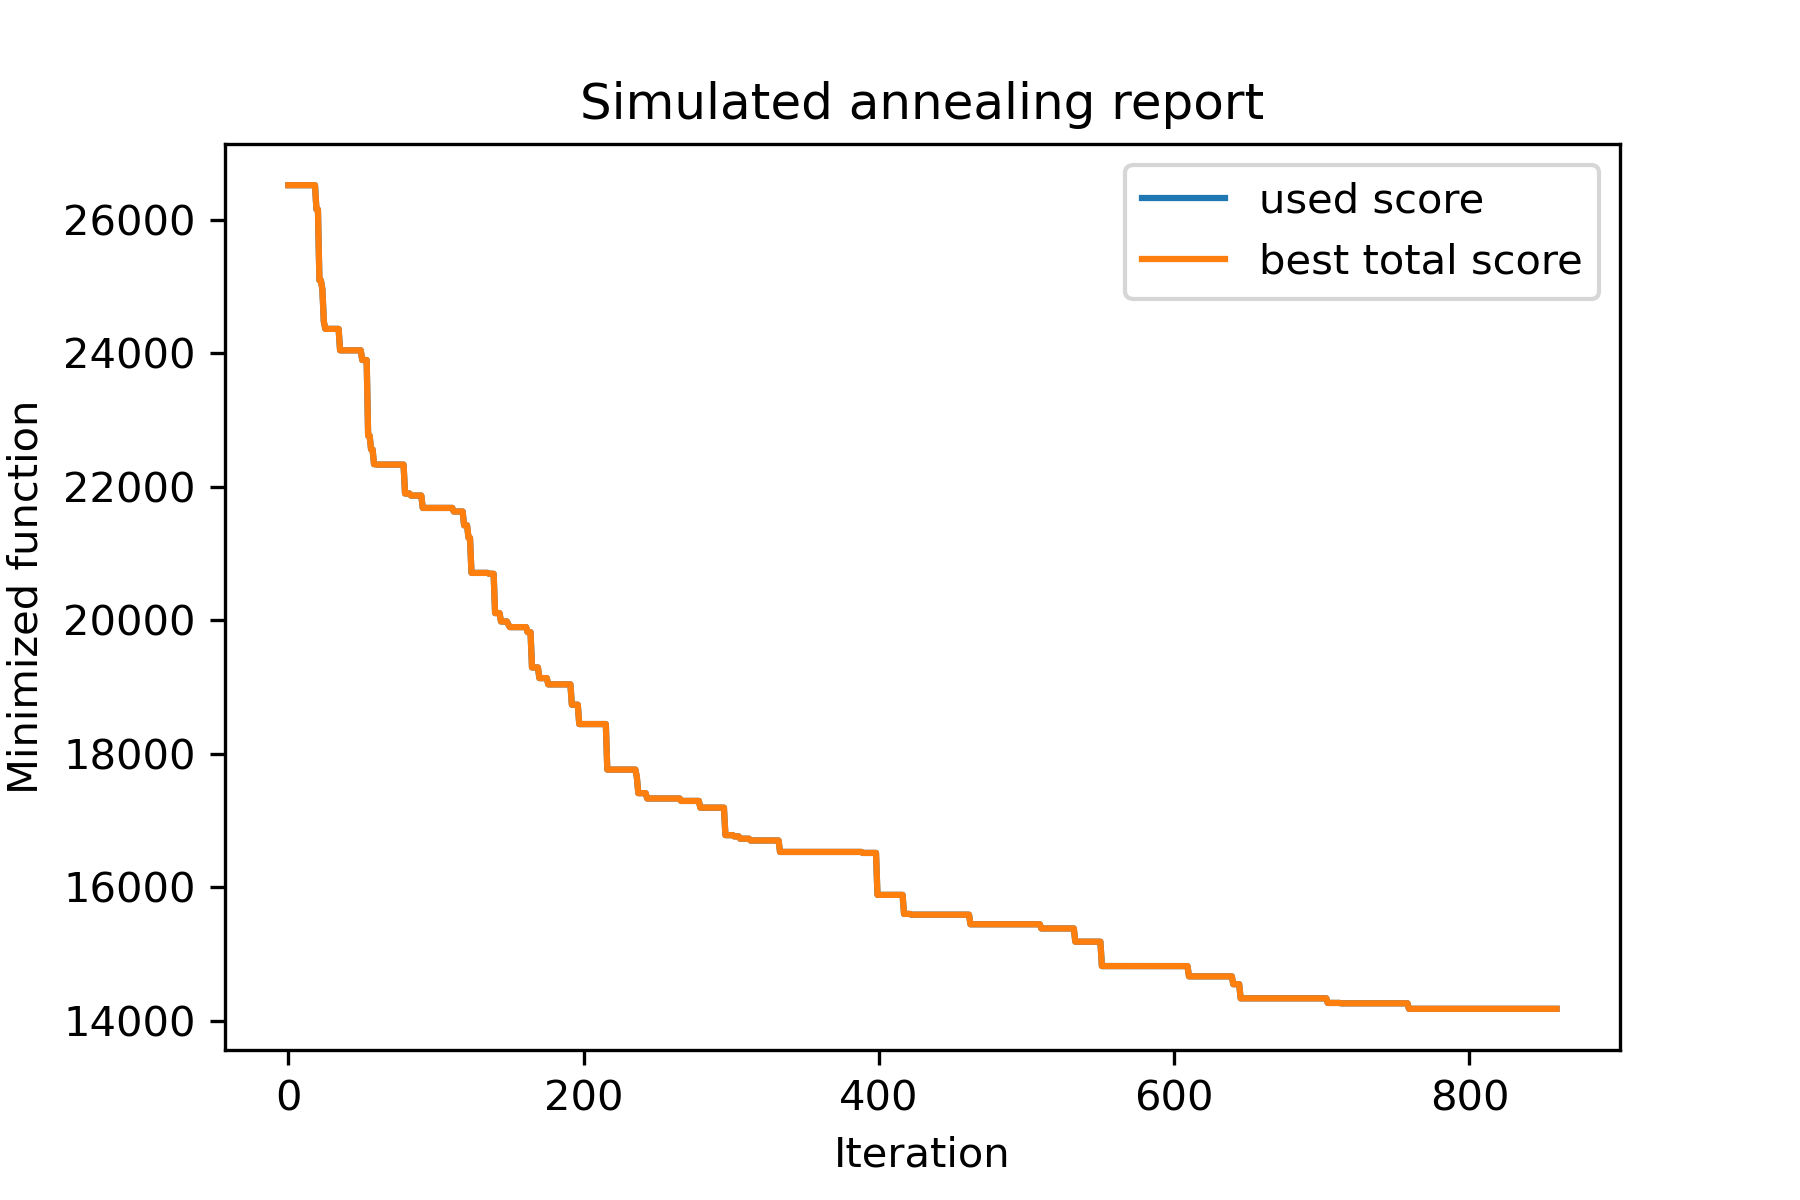 Simulated annealing report
used score
best total score
26000
24000
22000
20000
18000
16000
14000
Minimized function
0 200 400 600 800
Iteration